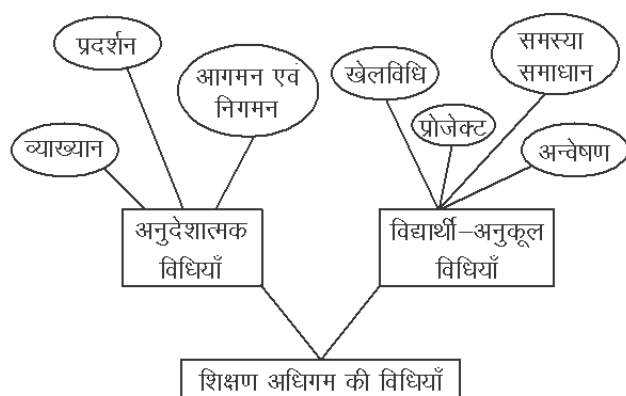 प्रदर्शन
आगमन एवं
निगमन
व्याख्यान
खेलविधि
प्रोजेक्ट
समस्या
समाधान
अन्वेषण
अनुदेशात्मक
विधियाँ
विद्यार्थी–अनुकूल
विधियाँ
शिक्षण अधिगम की विधियाँ